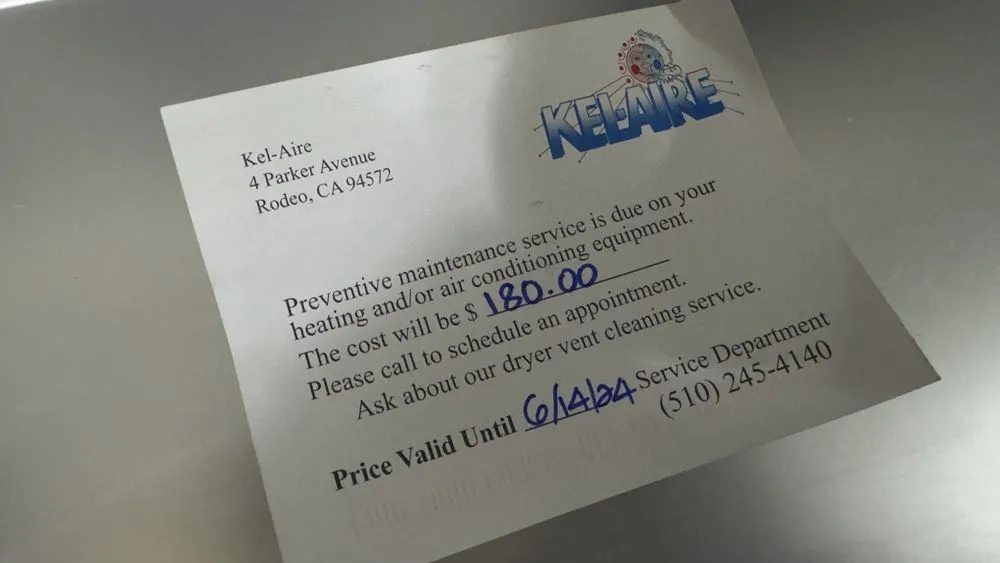 KEL-AIRE
Kel-Aire
4 Parker Avenue
Rodeo, CA 94572
Preventive maintenance service is due on your
heating and/or air conditioning equipment.
The cost will be $ 180.00
Please call to schedule an appointment.
Ask about our dryer vent cleaning service.
Price Valid Until 6/14/24 Service Department
(510) 245-4140